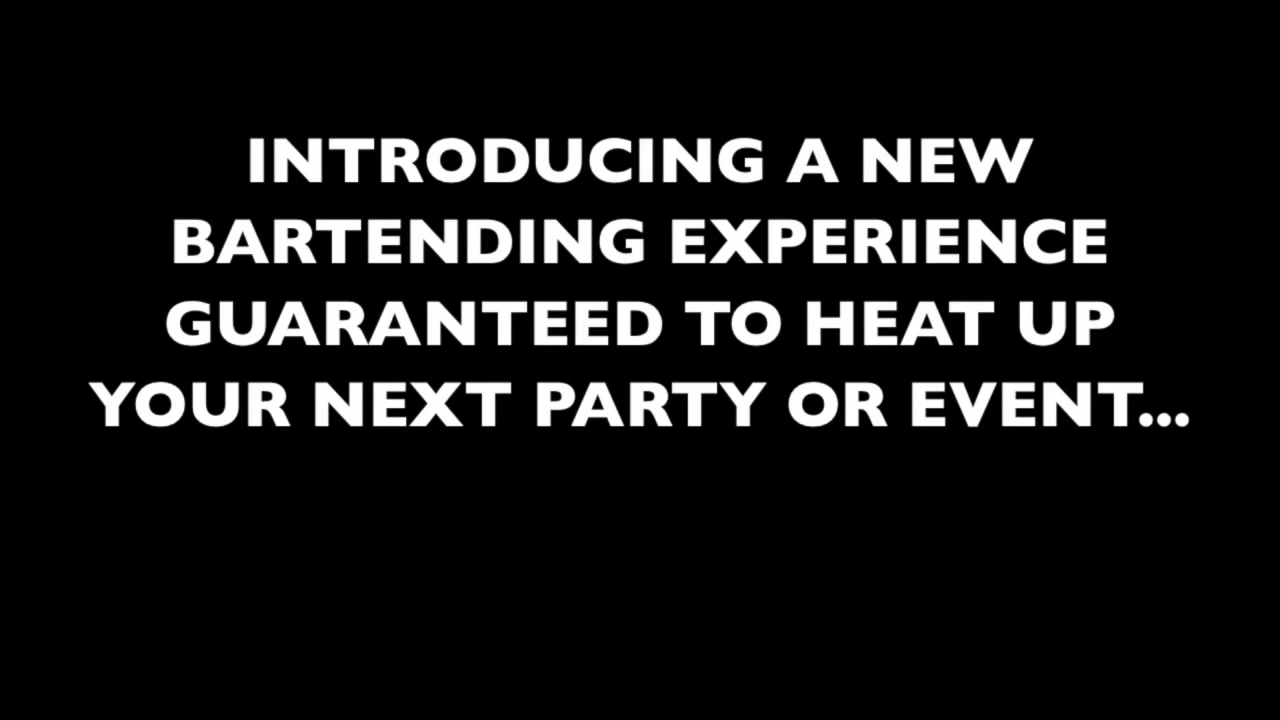 INTRODUCING A NEW
BARTENDING EXPERIENCE
GUARANTEED TO HEAT UP
YOUR NEXT PARTY OR EVENT...